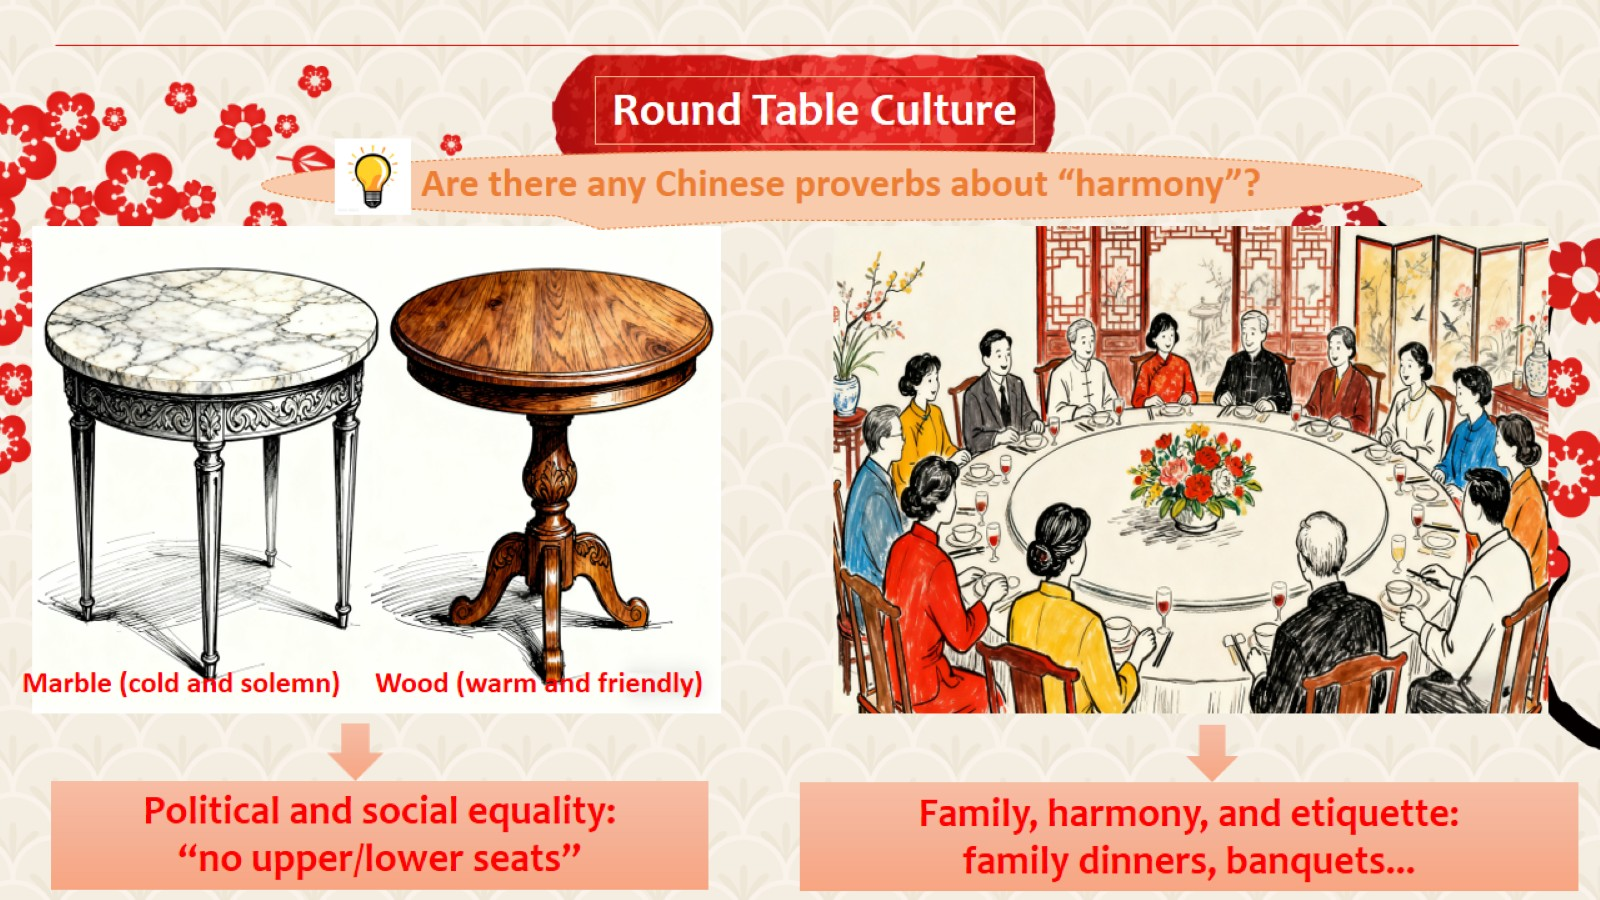 Round Table Culture
Are there any Chinese proverbs about “harmony”?
Marble (cold and solemn)
Wood (warm and friendly)
Political and social equality:
“no upper/lower seats”
Family, harmony, and etiquette:
family dinners, banquets...